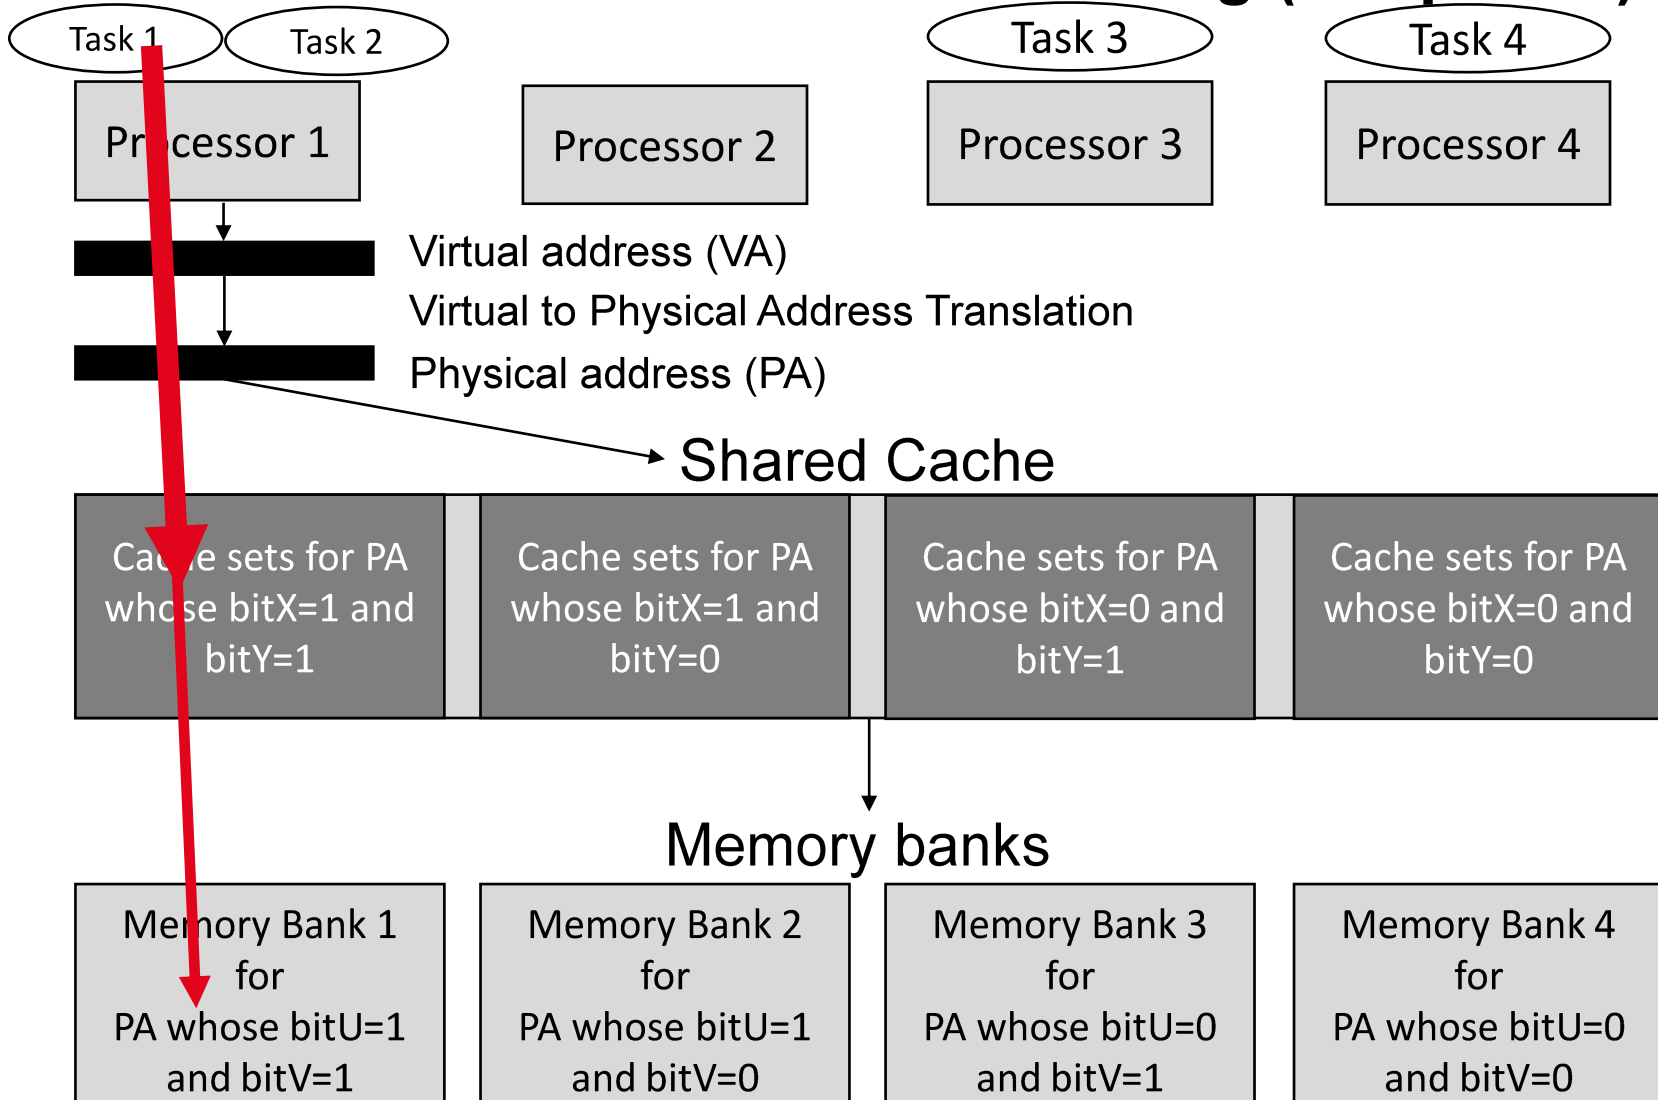 Task 1
Task 2
Task 3
Task 4
Processor 1
Processor 2
Processor 3
Processor 4
Virtual address (VA)
Virtual to Physical Address Translation
Physical address (PA)
Shared Cache
Cache sets for PA
whose bitX=1 and
bitY=1
Cache sets for PA
whose bitX=1 and
bitY=0
Cache sets for PA
whose bitX=0 and
bitY=1
Cache sets for PA
whose bitX=0 and
bitY=0
Memory banks
Memory Bank 1
for
PA whose bitU=1
and bitV=1
Memory Bank 2
for
PA whose bitU=1
and bitV=0
Memory Bank 3
for
PA whose bitU=0
and bitV=1
Memory Bank 4
for
PA whose bitU=0
and bitV=0